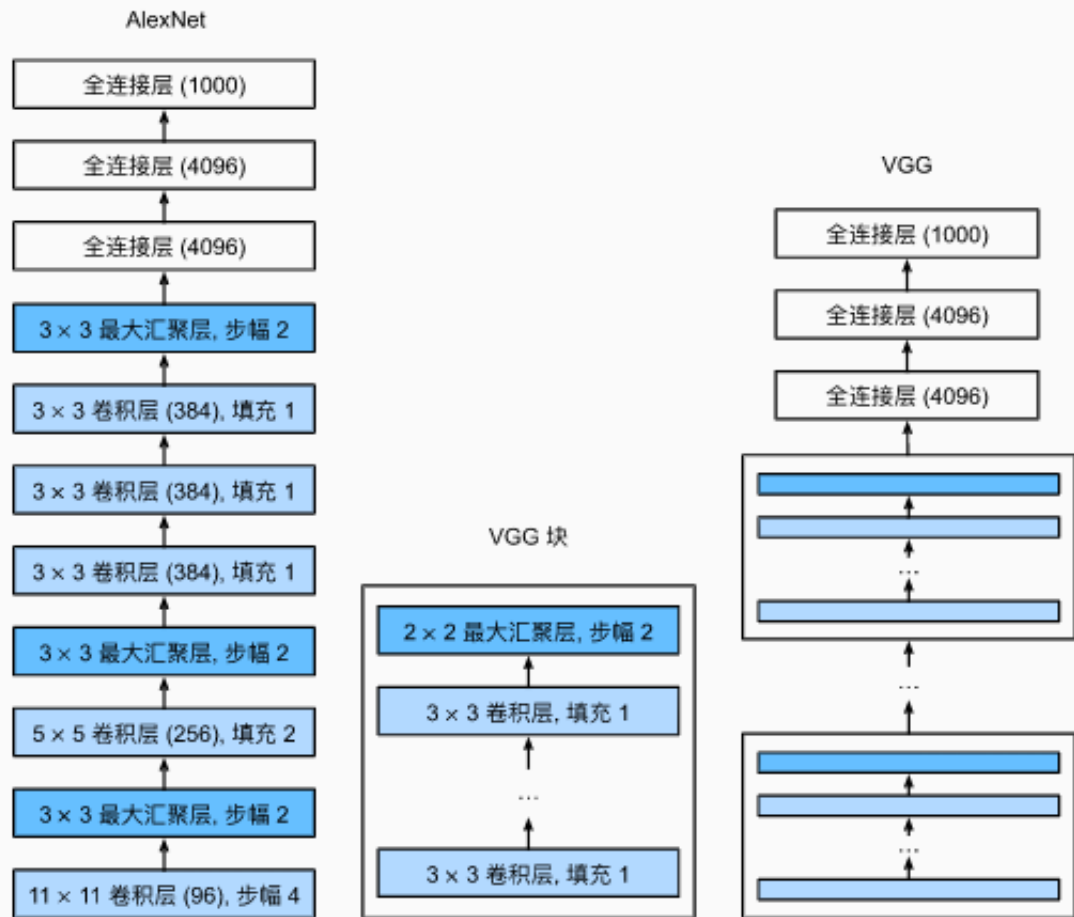 AlexNet
全连接层 (1000)
全连接层 (4096)
全连接层 (4096)
3 × 3 最大汇聚层, 步幅 2
3 × 3 卷积层 (384), 填充 1
3 × 3 卷积层 (384), 填充 1
3 × 3 卷积层 (384), 填充 1
3 × 3 最大汇聚层, 步幅 2
5 × 5 卷积层 (256), 填充 2
3 × 3 最大汇聚层, 步幅 2
11 × 11 卷积层 (96), 步幅 4
VGG 块
2 × 2 最大汇聚层, 步幅 2
3 × 3 卷积层, 填充 1
...
3 × 3 卷积层, 填充 1
VGG
全连接层 (1000)
全连接层 (4096)
全连接层 (4096)
...
...
...